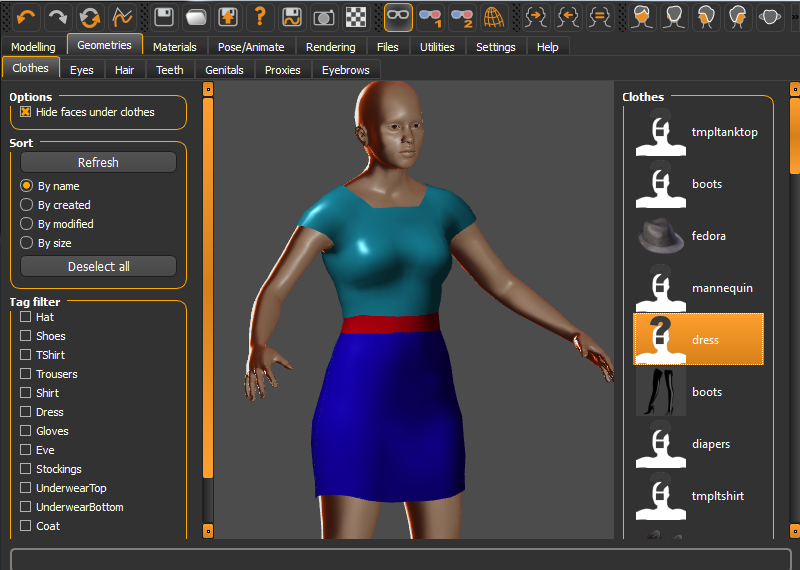 1
2
Modelling Geometries Materials Pose/Animate Rendering Files Utilities Settings Help
Clothes Eyes Hair Teeth Genitals Proxies Eyebrows
Options
Hide faces under clothes
Sort
Refresh
By name
By created
By modified
By size
Deselect all
Tag filter
Hat
Shoes
TShirt
Trousers
Shirt
Dress
Gloves
Eve
Stockings
UnderwearTop
UnderwearBottom
Coat
Clothes
tmpltanktop
boots
fedora
mannequin
dress
boots
diapers
tmpltshirt